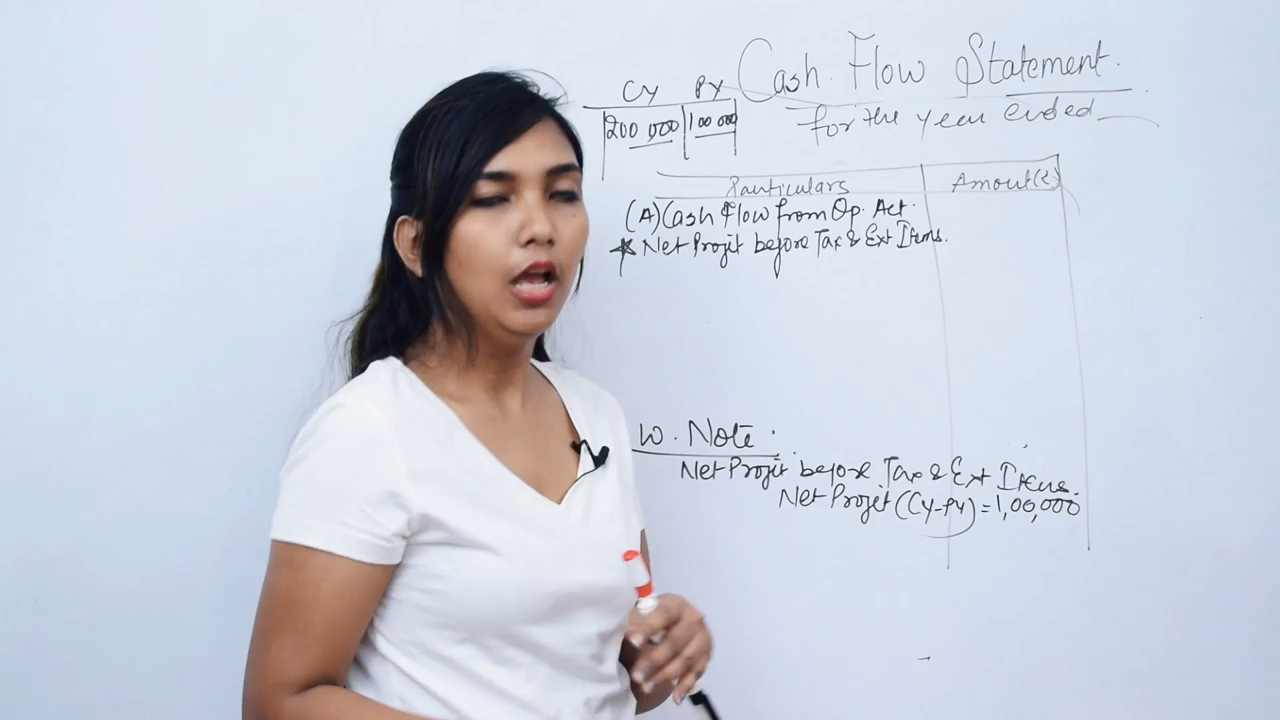 Cash Flow Statement.
for the year ended
CY PY
200 000 100 000
Particulars Amout(₹)
(A) Cash Flow from Op. Act.
* Net Profit before Tax & Ext Items.
W. Note.
Net Profit before Tax & Ext Items.
Net Profit (Cy-Py) = 1,00,000